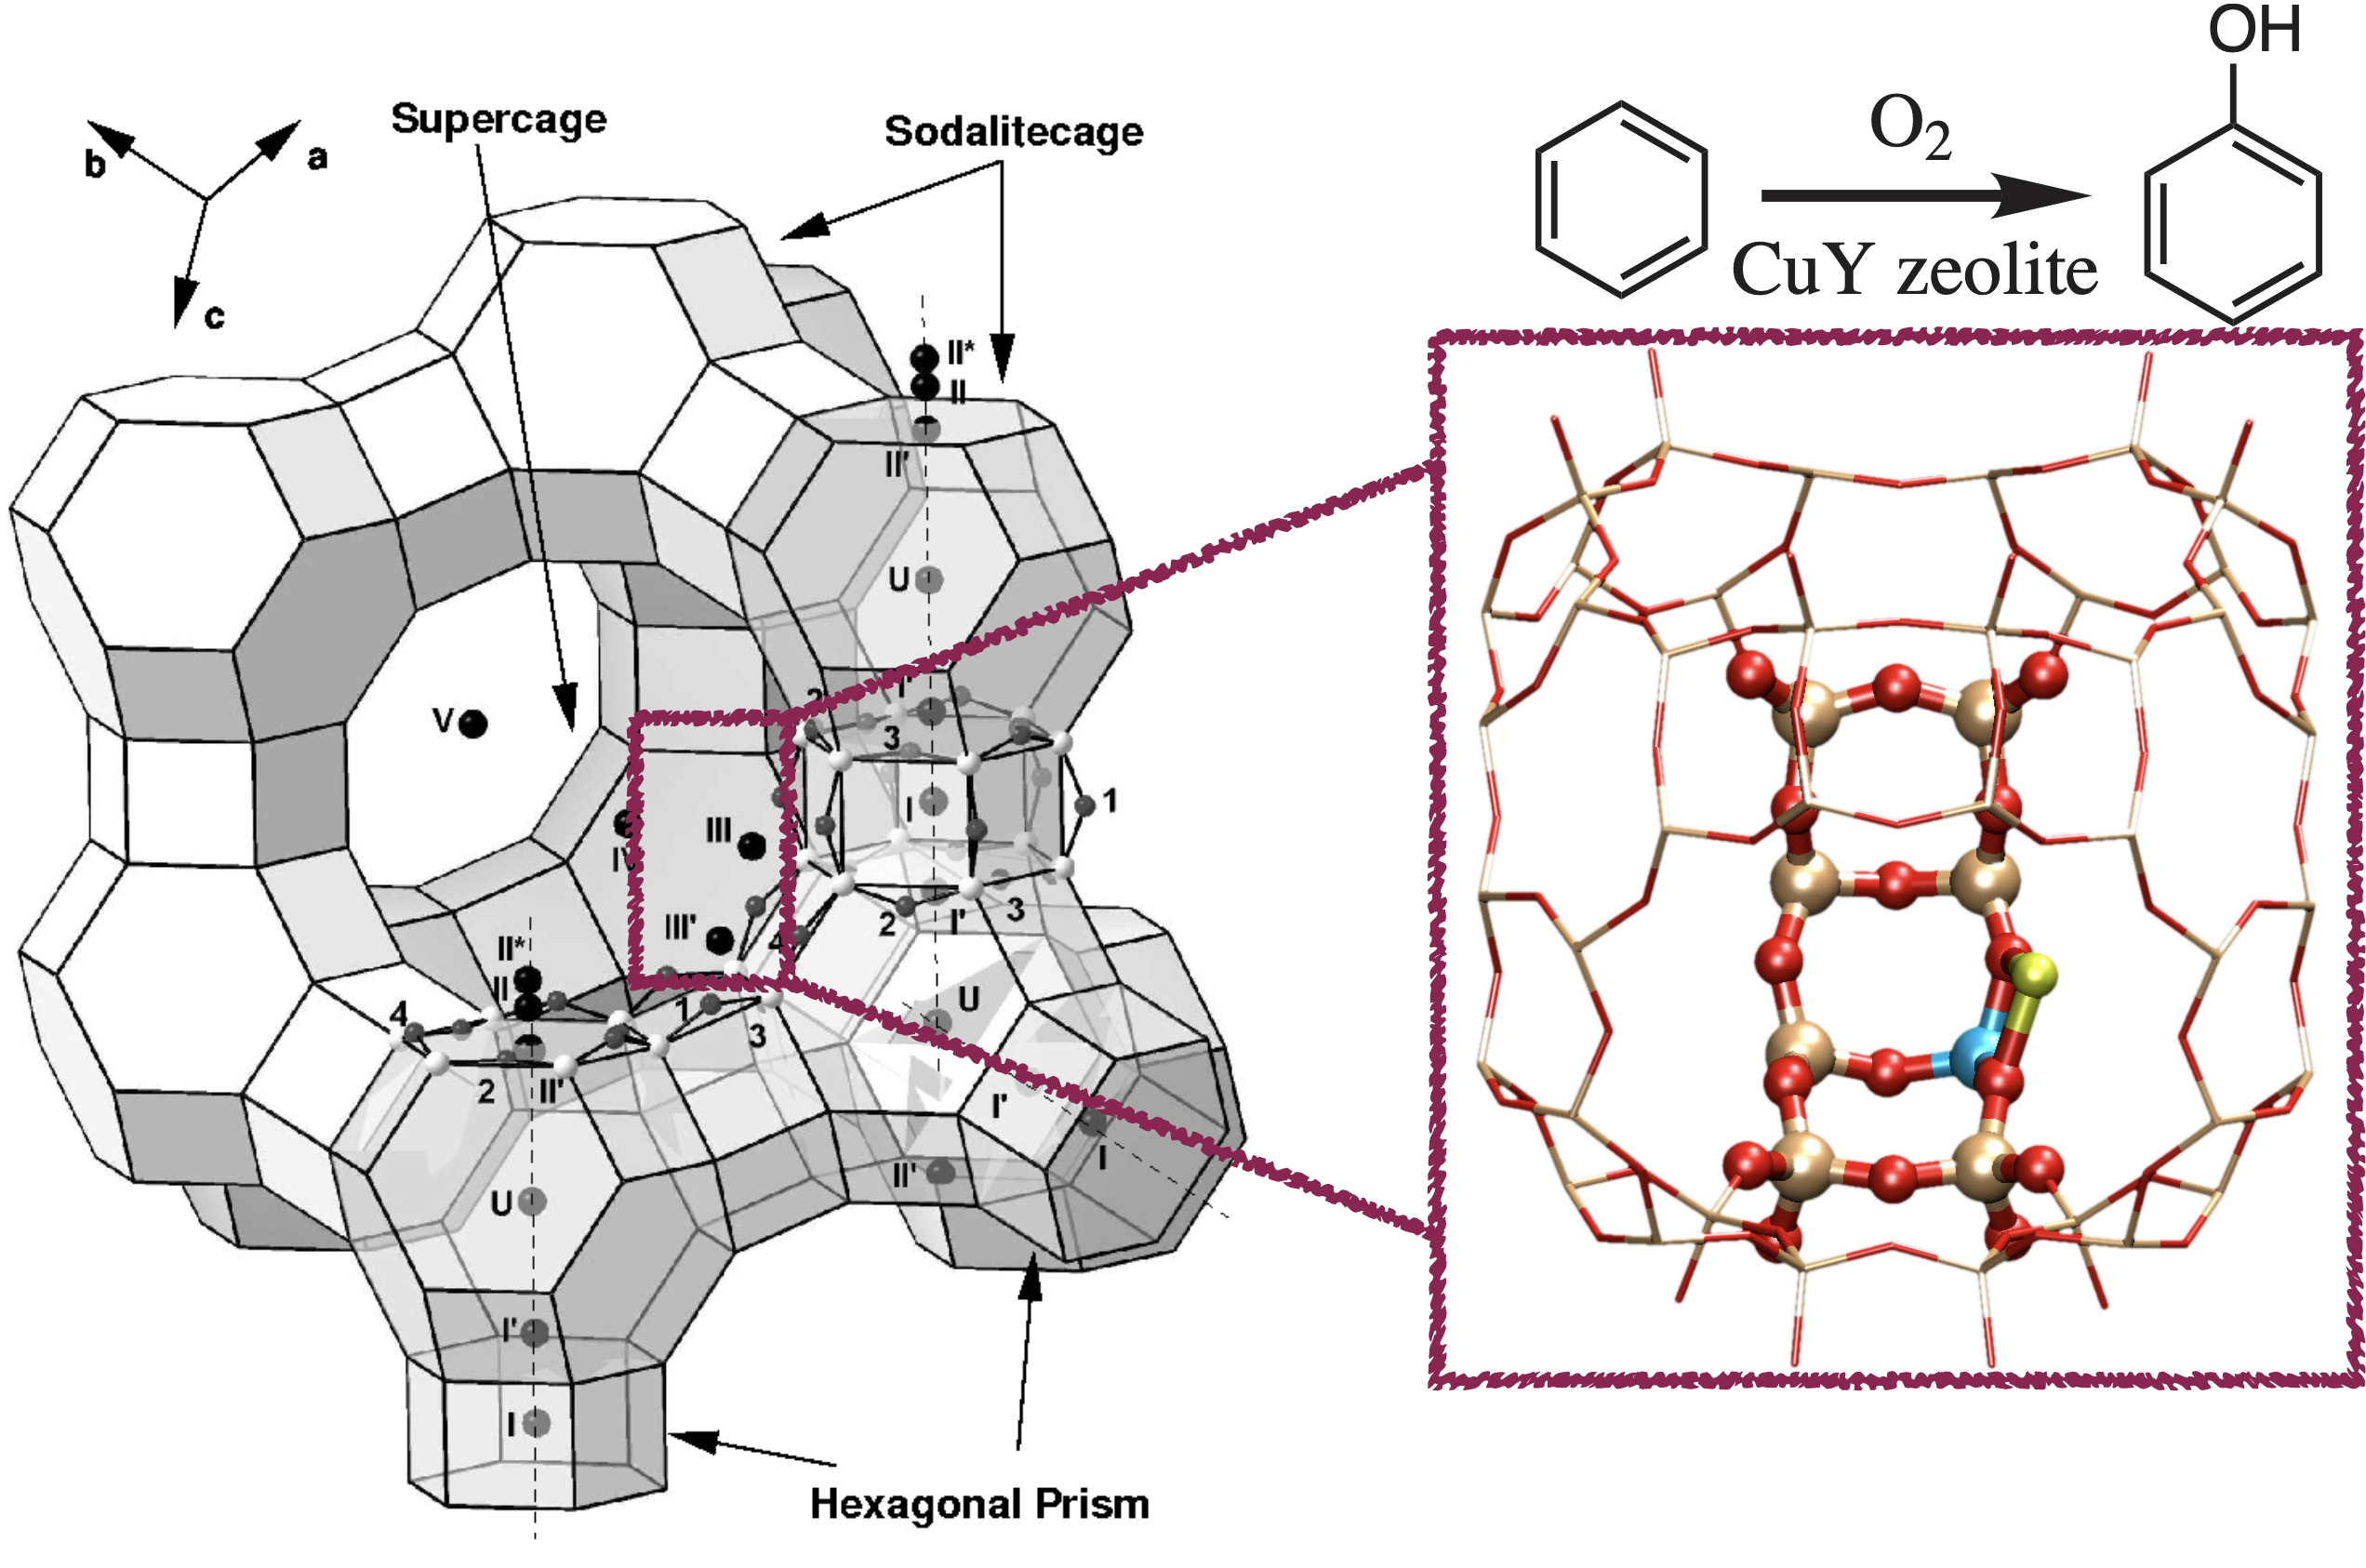 Supercage
Sodalitecage
b
a
c
OH
O2
CuY zeolite
II*
II
II'
U
V
I'
2
3
I
1
III
IV
III'
4
2
I'
3
II*
II
4
1
3
2
II'
U
I'
I
II'
U
I'
I
Hexagonal Prism